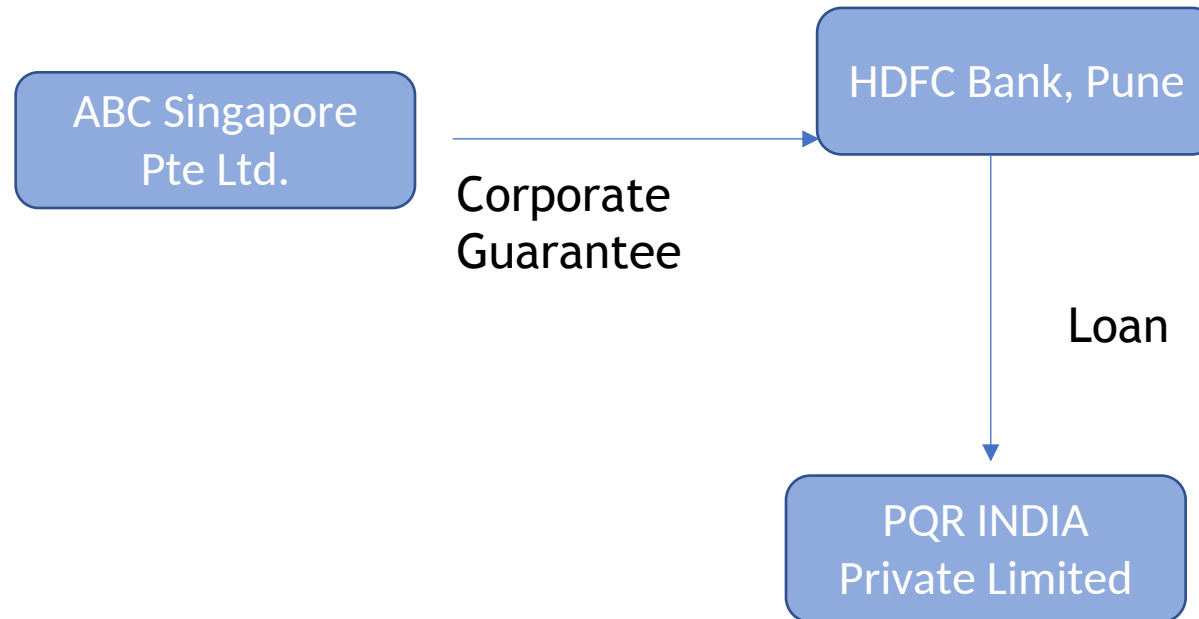 ABC Singapore
Pte Ltd.
HDFC Bank, Pune
Corporate
Guarantee
Loan
PQR INDIA
Private Limited